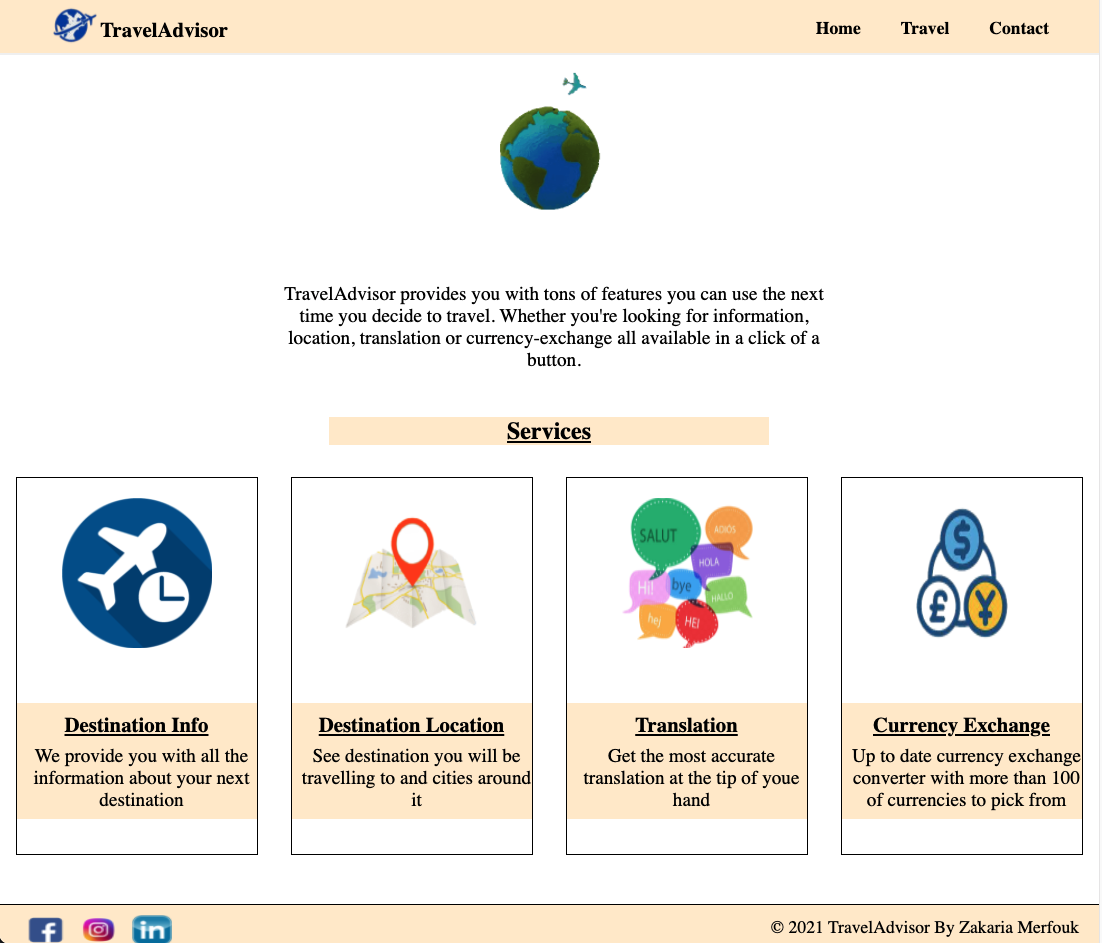 TravelAdvisor
Home Travel Contact
TravelAdvisor provides you with tons of features you can use the next
time you decide to travel. Whether you're looking for information,
location, translation or currency-exchange all available in a click of a
button.
Services
SALUT
ADIÓS
HOLA
Hi!
bye
HALLO
hej
HEI
$
£
¥
Destination Info
We provide you with all the
information about your next
destination
Destination Location
See destination you will be
travelling to and cities around
it
Translation
Get the most accurate
translation at the tip of youe
hand
Currency Exchange
Up to date currency exchange
converter with more than 100
of currencies to pick from
f
in
© 2021 TravelAdvisor By Zakaria Merfouk